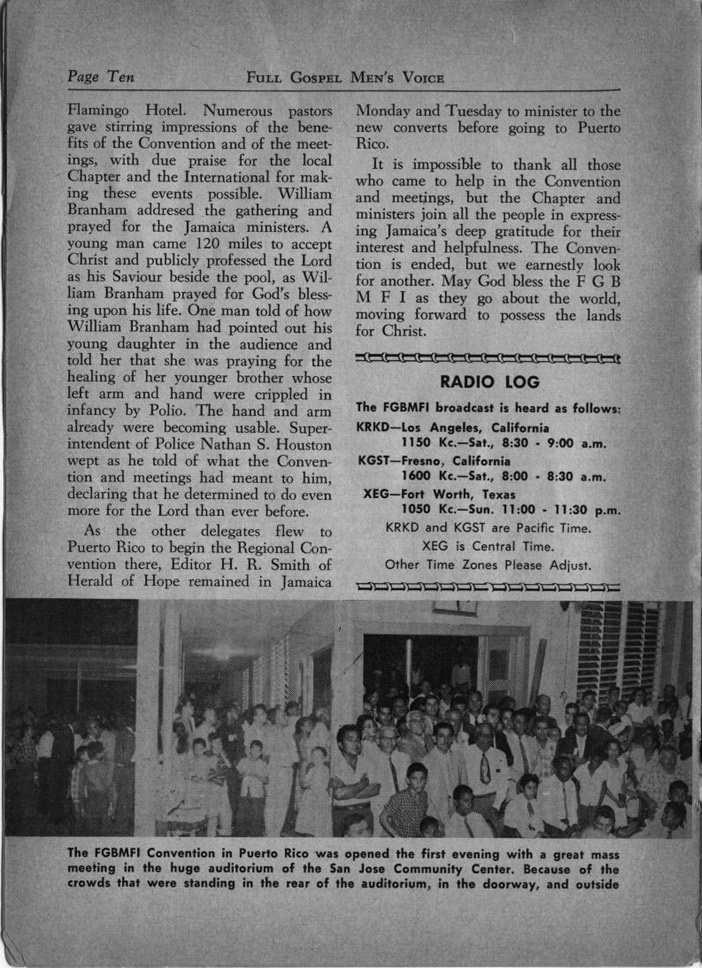 Page Ten
FULL GOSPEL MEN'S VOICE
Flamingo Hotel. Numerous pastors
gave stirring impressions of the bene-
fits of the Convention and of the meet-
ings, with due praise for the local
Chapter and the International for mak-
ing these events possible. William
Branham addresed the gathering and
prayed for the Jamaica ministers. A
young man came 120 miles to accept
Christ and publicly professed the Lord
as his Saviour beside the pool, as Wil-
liam Branham prayed for God's bless-
ing upon his life. One man told of how
William Branham had pointed out his
young daughter in the audience and
told her that she was praying for the
healing of her younger brother whose
left arm and hand were crippled in
infancy by Polio. The hand and arm
already were becoming usable. Super-
intendent of Police Nathan S. Houston
wept as he told of what the Conven-
tion and meetings had meant to him,
declaring that he determined to do even
more for the Lord than ever before.
As the other delegates flew to
Puerto Rico to begin the Regional Con-
vention there, Editor H. R. Smith of
Herald of Hope remained in Jamaica
Monday and Tuesday to minister to the
new converts before going to Puerto
Rico.
It is impossible to thank all those
who came to help in the Convention
and meetings, but the Chapter and
ministers join all the people in express-
ing Jamaica's deep gratitude for their
interest and helpfulness. The Conven-
tion is ended, but we earnestly look
for another. May God bless the F G B
M F I as they go about the world,
moving forward to possess the lands
for Christ.
RADIO LOG
The FGBMFI broadcast is heard as follows:
KRKD—Los Angeles, California
1150 Kc.—Sat., 8:30 - 9:00 a.m.
KGST—Fresno, California
1600 Kc.—Sat., 8:00 - 8:30 a.m.
XEG—Fort Worth, Texas
1050 Kc.—Sun. 11:00 - 11:30 p.m.
KRKD and KGST are Pacific Time.
XEG is Central Time.
Other Time Zones Please Adjust.
The FGBMFI Convention in Puerto Rico was opened the first evening with a great mass
meeting in the huge auditorium of the San Jose Community Center. Because of the
crowds that were standing in the rear of the auditorium, in the doorway, and outside